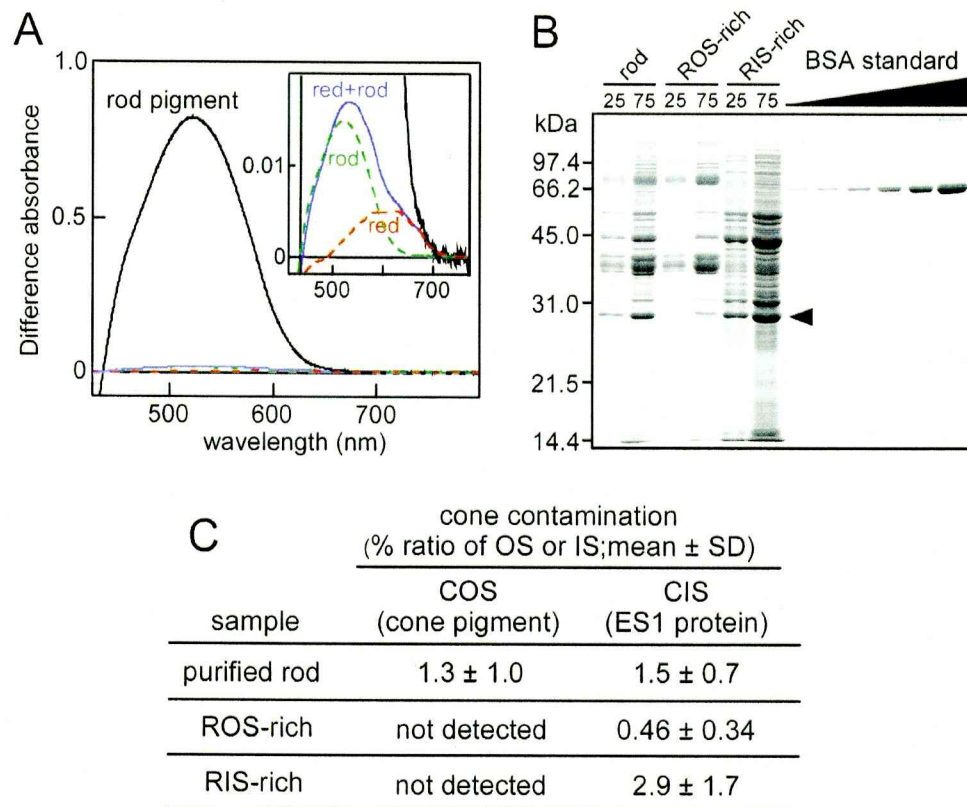 A
1.0
0.5
0
Difference absorbance
rod pigment
500
600
700
wavelength (nm)
red+rod
rod
red
0.01
0
500
700
B
rod
ROS-rich
RIS-rich
BSA standard
25 75 25 75 25 75
kDa
97.4
66.2
45.0
31.0
21.5
14.4
C
cone contamination
(% ratio of OS or IS;mean ± SD)
COS CIS
sample (cone pigment) (ES1 protein)
purified rod 1.3 ± 1.0 1.5 ± 0.7
ROS-rich not detected 0.46 ± 0.34
RIS-rich not detected 2.9 ± 1.7